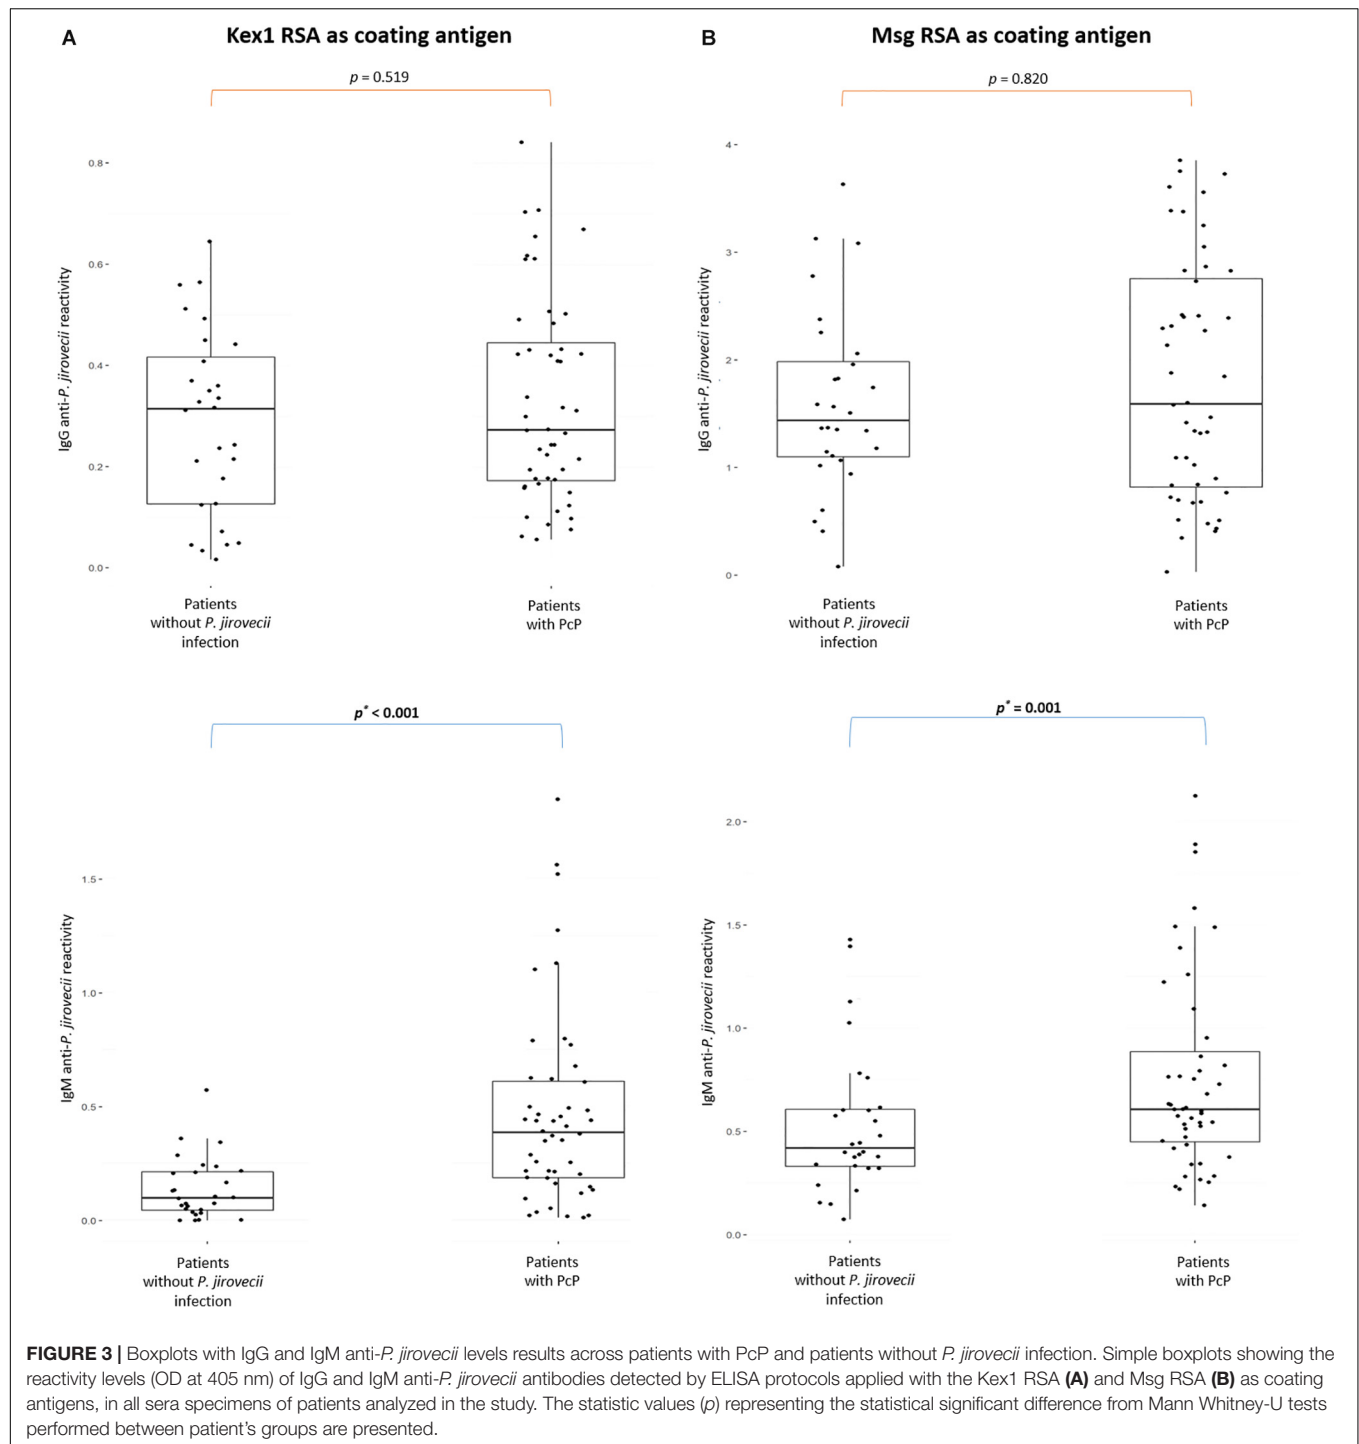 A Kex1 RSA as coating antigen
p = 0.519
IgG anti-P. jirovecii reactivity
0.8
0.6
0.4
0.2
0.0
Patients
without P. jirovecii
infection
Patients
with PcP
B Msg RSA as coating antigen
p = 0.820
IgG anti-P. jirovecii reactivity
4
3
2
1
0
Patients
without P. jirovecii
infection
Patients
with PcP
p* < 0.001
IgM anti-P. jirovecii reactivity
1.5
1.0
0.5
0.0
Patients
without P. jirovecii
infection
Patients
with PcP
p* = 0.001
IgM anti-P. jirovecii reactivity
2.0
1.5
1.0
0.5
0.0
Patients
without P. jirovecii
infection
Patients
with PcP
FIGURE 3 | Boxplots with IgG and IgM anti-P. jirovecii levels results across patients with PcP and patients without P. jirovecii infection. Simple boxplots showing the
reactivity levels (OD at 405 nm) of IgG and IgM anti-P. jirovecii antibodies detected by ELISA protocols applied with the Kex1 RSA (A) and Msg RSA (B) as coating
antigens, in all sera specimens of patients analyzed in the study. The statistic values (p) representing the statistical significant difference from Mann Whitney-U tests
performed between patient's groups are presented.